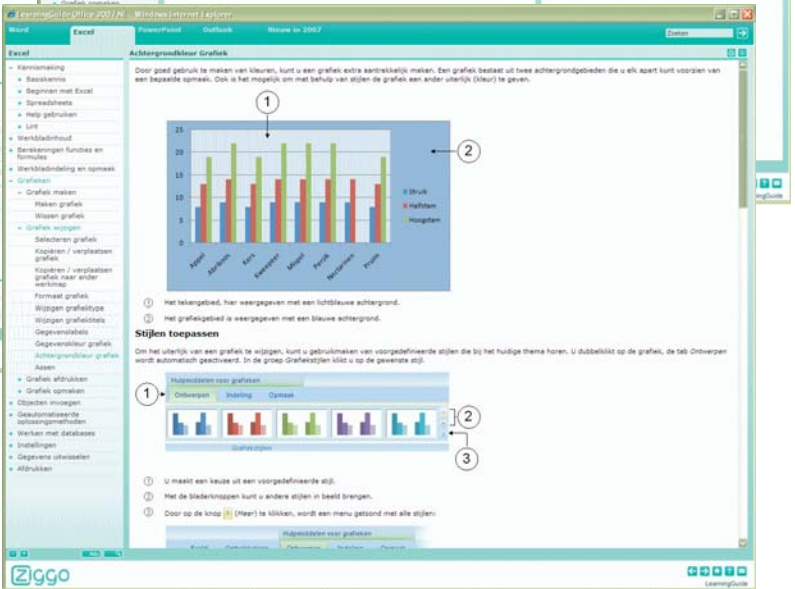 LearningGuide Office 2007/NL - Windows Internet Explorer
Word
Excel
PowerPoint
Outlook
Nieuw in 2007
Zoeken
Excel
Achtergrondkleur Grafiek
Kennismaking
Basiskennis
Beginnen met Excel
Spreadsheets
Help gebruiken
Lint
Werkbladinhoud
Berekeningen functies en
formules
Werkbladindeling en opmaak
Grafieken
Grafiek maken
Maken grafiek
Wissen grafiek
Grafiek wijzigen
Selecteren grafiek
Kopiëren / verplaatsen
grafiek
Kopiëren / verplaatsen
grafiek naar ander
werkmap
Formaat grafiek
Wijzigen grafiektype
Wijzigen grafiektitels
Gegevenslabels
Gegevenskleur grafiek
Achtergrondkleur grafiek
Assen
Grafiek afdrukken
Grafiek opmaken
Objecten invoegen
Geautomatiseerde
oplossingsmethoden
Werken met databases
Instellingen
Gegevens uitwisselen
Afdrukken
Door goed gebruik te maken van kleuren, kunt u een grafiek extra aantrekkelijk maken. Een grafiek bestaat uit twee achtergrondgebieden die u elk apart kunt voorzien van
een bepaalde opmaak. Ook is het mogelijk om met behulp van stijlen de grafiek een ander uiterlijk (kleur) te geven.
1
2
25
20
15
10
5
0
Appel
Abrikoos
Kers
Kweepeer
Mispel
Perzik
Nectarinen
Pruim
Struik
Halfstam
Hoogstam
1 Het tekengebied, hier weergegeven met een lichtblauwe achtergrond.
2 Het grafiekgebied is weergegeven met een blauwe achtergrond.
Stijlen toepassen
Om het uiterlijk van een grafiek te wijzigen, kunt u gebruikmaken van voorgedefinieerde stijlen die bij het huidige thema horen. U dubbelklikt op de grafiek, de tab Ontwerpen
wordt automatisch geactiveerd. In de groep Grafiekstijlen klikt u op de gewenste stijl.
Hulpmiddelen voor grafieken
Ontwerpen Indeling Opmaak
1
2
3
Grafiekstijlen
1 U maakt een keuze uit een voorgedefinieerde stijl.
2 Met de bladerknoppen kunt u andere stijlen in beeld brengen.
3 Door op de knop (Meer) te klikken, wordt een menu getoond met alle stijlen:
Hulpmiddelen voor grafieken
Ontwerpen Indeling Opmaak
Ziggo
LearningGuide